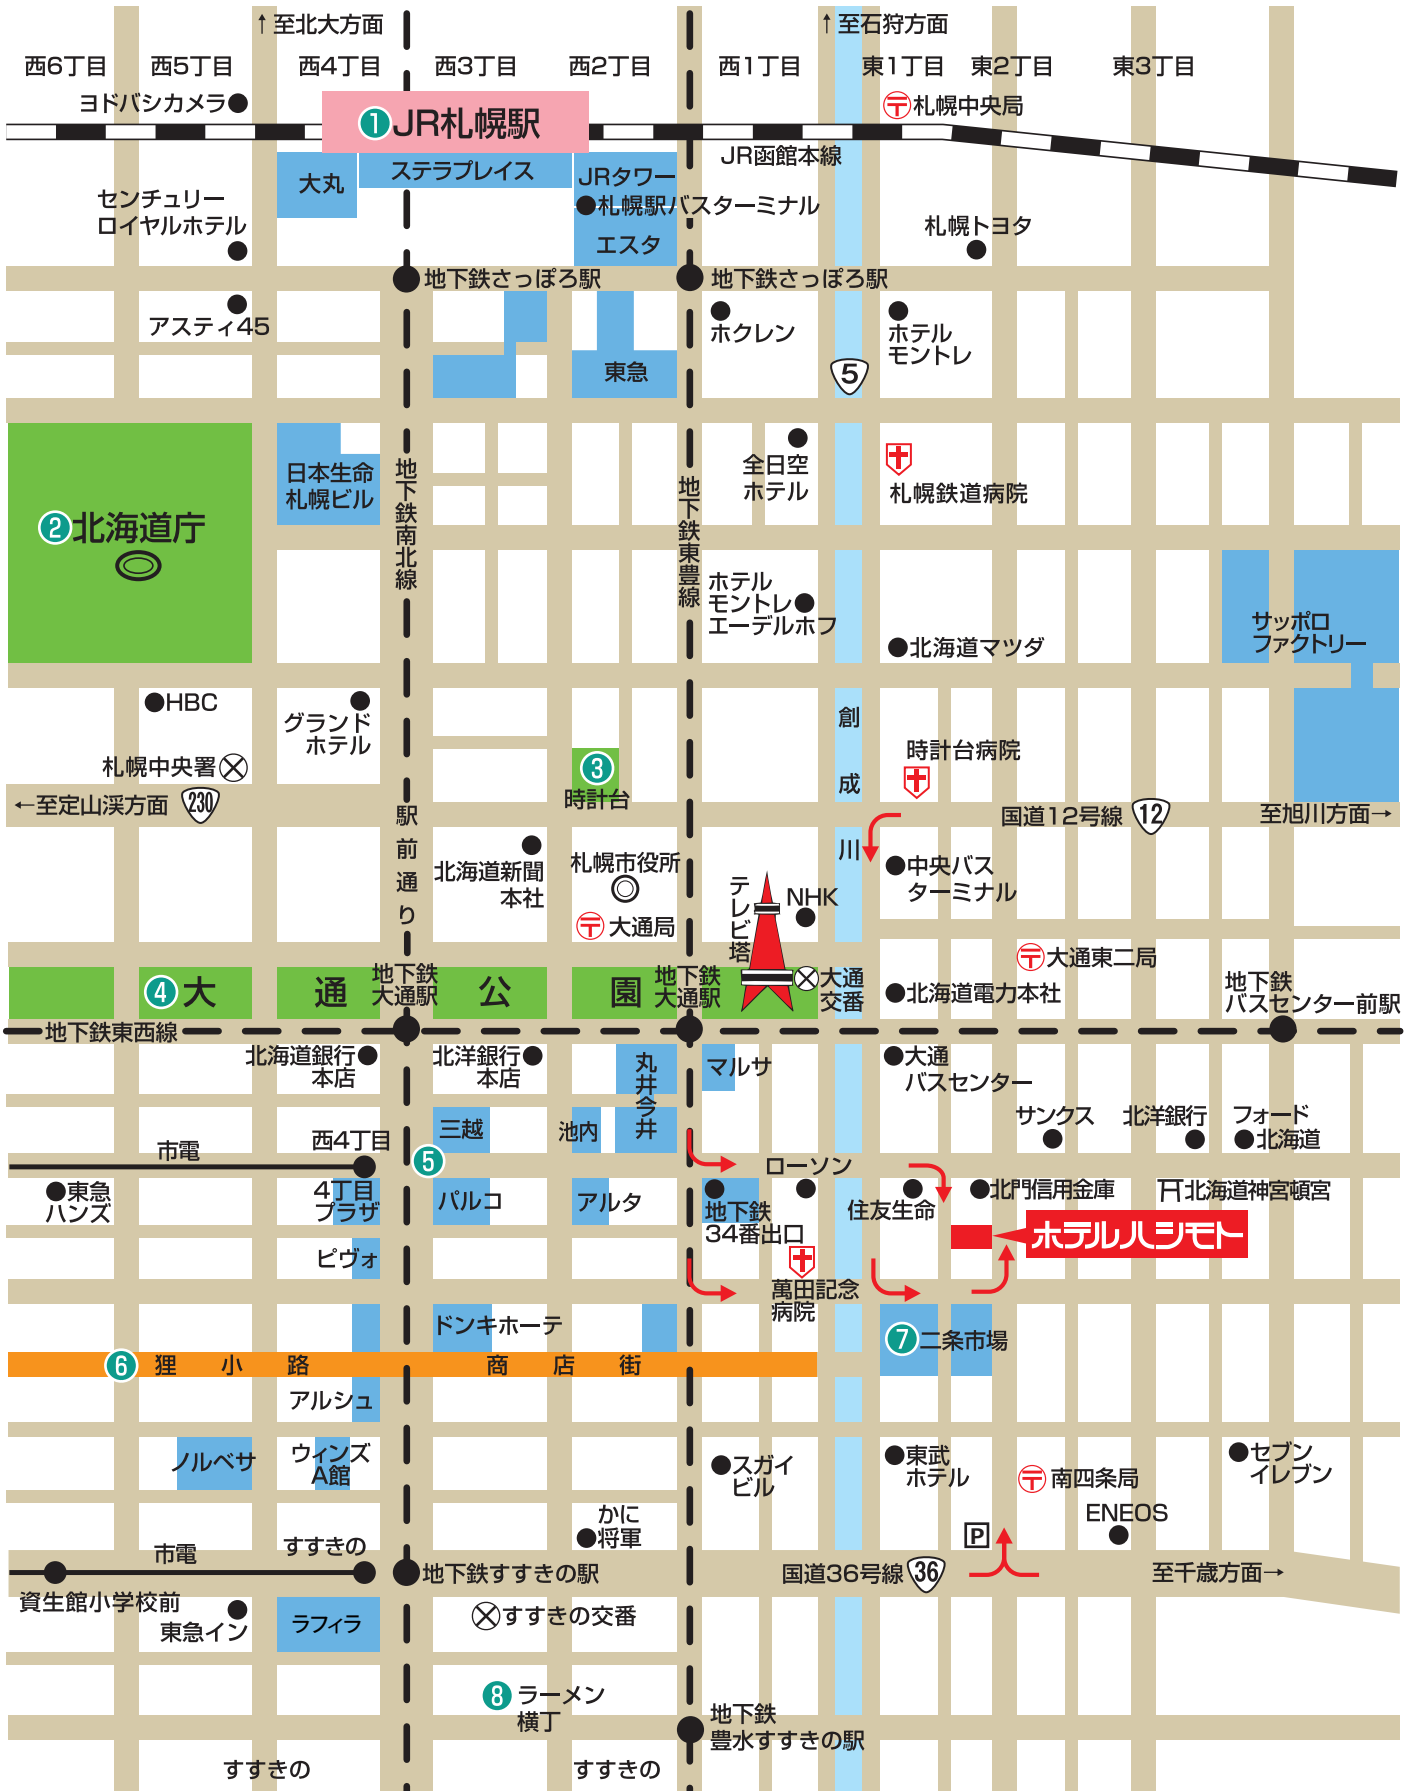 ↑至北大方面
↑至石狩方面
西6丁目
西5丁目
西4丁目
西3丁目
西2丁目
西1丁目
東1丁目
東2丁目
東3丁目
ヨドバシカメラ
1 JR札幌駅
〒札幌中央局
JR函館本線
大丸
ステラプレイス
JRタワー
札幌駅バスターミナル
エスタ
センチュリー
ロイヤルホテル
札幌トヨタ
地下鉄さっぽろ駅
地下鉄さっぽろ駅
アスティ45
ホクレン
ホテル
モントレ
東急
5
日本生命
札幌ビル
地下鉄南北線
地下鉄東豊線
全日空
ホテル
札幌鉄道病院
2 北海道庁
ホテル
モントレ
エーデルホフ
北海道マツダ
サッポロ
ファクトリー
HBC
グランド
ホテル
創成川
時計台病院
札幌中央署
3
時計台
←至定山渓方面
230
国道12号線
12
至旭川方面→
駅前通り
北海道新聞
本社
札幌市役所
〒大通局
テレビ塔
NHK
中央バス
ターミナル
〒大通東二局
4 大通公園
地下鉄
大通駅
地下鉄
大通駅
大通
交番
北海道電力本社
地下鉄
バスセンター前駅
地下鉄東西線
北海道銀行
本店
北洋銀行
本店
丸井今井
マルサ
大通
バスセンター
三越
池内
サンクス
北洋銀行
フォード
北海道
市電
西4丁目
5
ローソン
東急
ハンズ
4丁目
プラザ
パルコ
アルタ
地下鉄
34番出口
住友生命
北門信用金庫
北海道神宮頓宮
ホテルハシモト
ピヴォ
萬田記念
病院
ドンキホーテ
7 二条市場
6 狸小路商店街
アルシュ
ノルベサ
ウィンズ
A館
スガイ
ビル
東武
ホテル
〒南四条局
セブン
イレブン
かに
将軍
ENEOS
P
市電
すすきの
地下鉄すすきの駅
国道36号線
36
至千歳方面→
資生館小学校前
東急イン
ラフィラ
すすきの交番
8 ラーメン
横丁
地下鉄
豊水すすきの駅
すすきの
すすきの